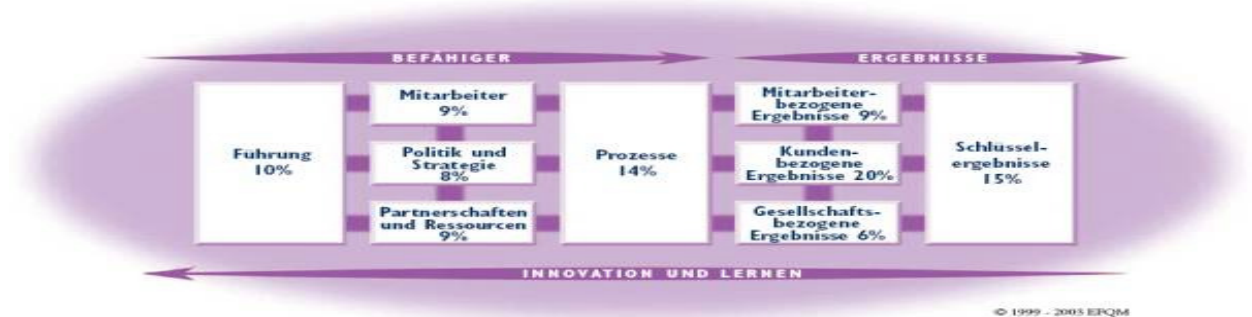 BEFÄHIGER
ERGEBNISSE
Führung
10%
Mitarbeiter
9%
Politik und
Strategie
8%
Partnerschaften
und Ressourcen
9%
Prozesse
14%
Mitarbeiter-
bezogene
Ergebnisse 9%
Kunden-
bezogene
Ergebnisse 20%
Gesellschafts-
bezogene
Ergebnisse 6%
Schlüssel-
ergebnisse
15%
INNOVATION UND LERNEN
© 1999 - 2003 EFQM